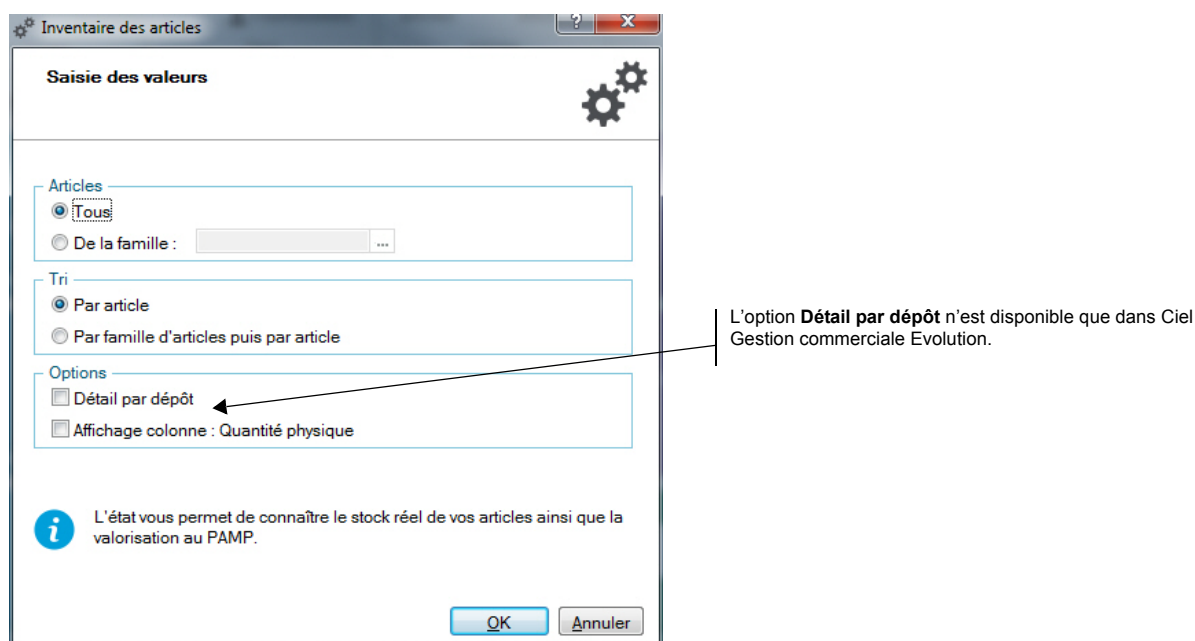 Inventaire des articles
?
X
Saisie des valeurs
Articles
Tous
De la famille :
...
Tri
Par article
Par famille d'articles puis par article
Options
Détail par dépôt
Affichage colonne : Quantité physique
L'option Détail par dépôt n'est disponible que dans Ciel
Gestion commerciale Evolution.
i
L'état vous permet de connaître le stock réel de vos articles ainsi que la
valorisation au PAMP.
OK
Annuler